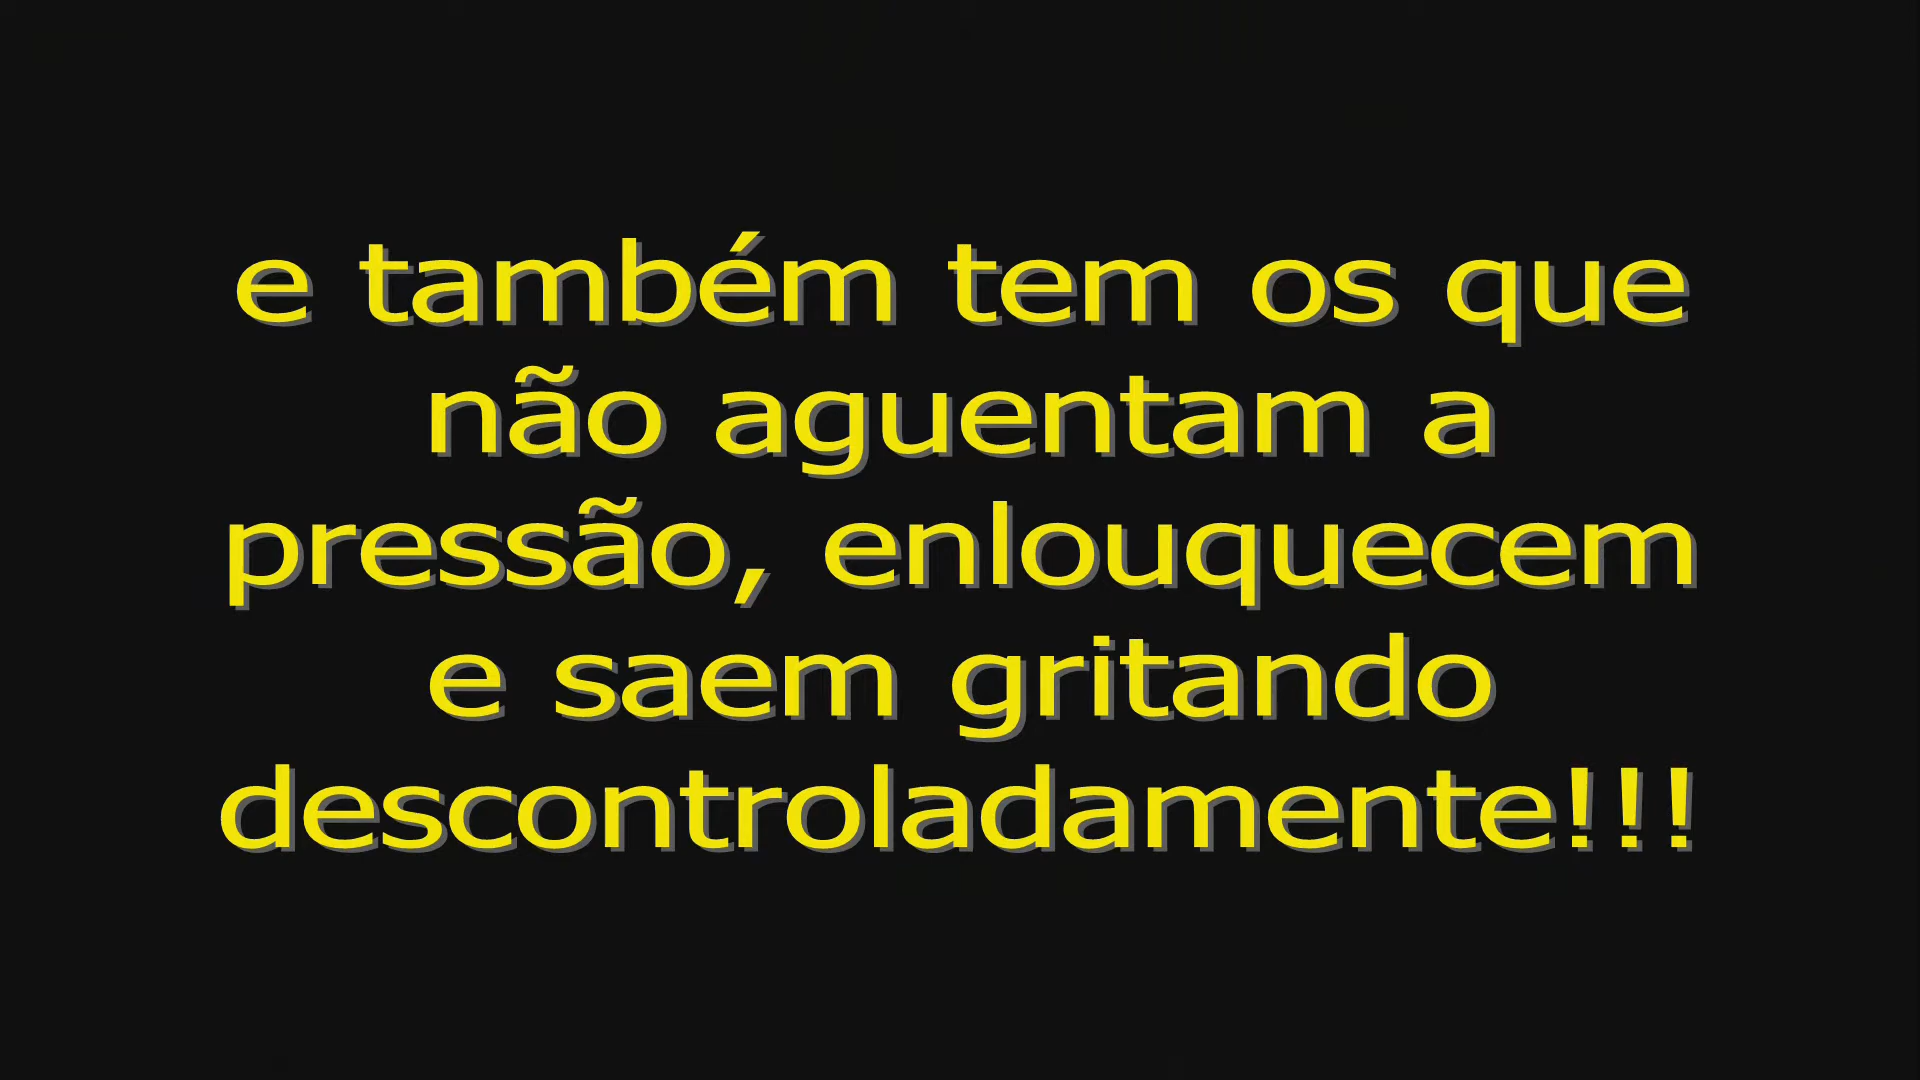 e também tem os que
não aguentam a
pressão, enlouquecem
e saem gritando
descontroladamente!!!